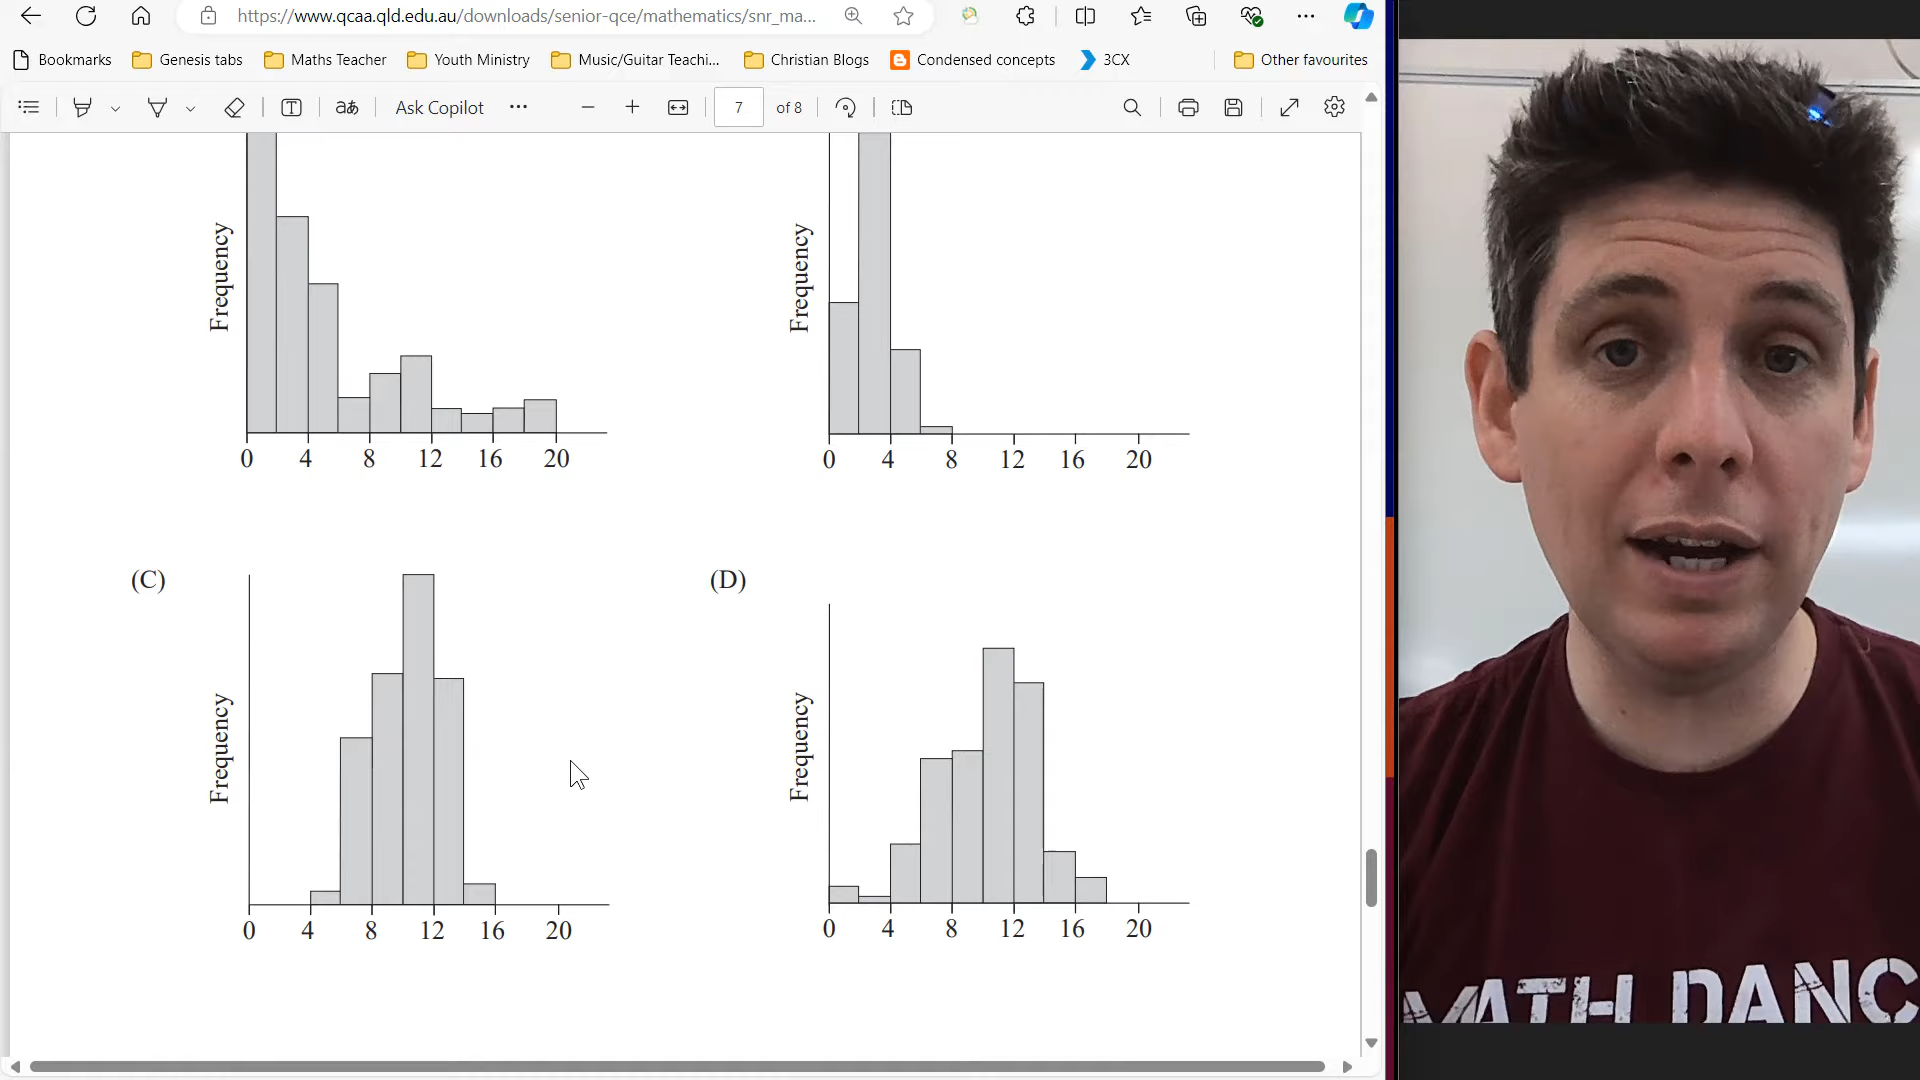 https://www.qcaa.qld.edu.au/downloads/senior-qce/mathematics/snr_ma...
Bookmarks Genesis tabs Maths Teacher Youth Ministry Music/Guitar Teachi... Christian Blogs Condensed concepts 3CX Other favourites
aあ Ask Copilot 7 of 8
Frequency
0 4 8 12 16 20
Frequency
0 4 8 12 16 20
(C)
Frequency
0 4 8 12 16 20
(D)
Frequency
0 4 8 12 16 20
MATH DANC